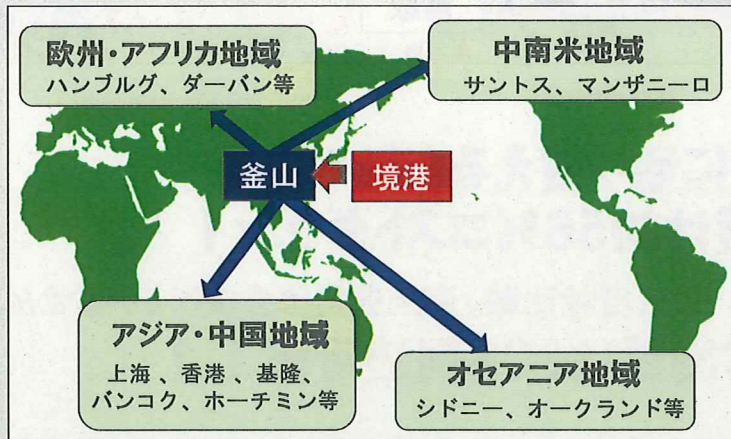 欧州・アフリカ地域
ハンブルグ、ダーバン等
中南米地域
サントス、マンザニーロ
釜山
境港
アジア・中国地域
上海、香港、基隆、
バンコク、ホーチミン等
オセアニア地域
シドニー、オークランド等